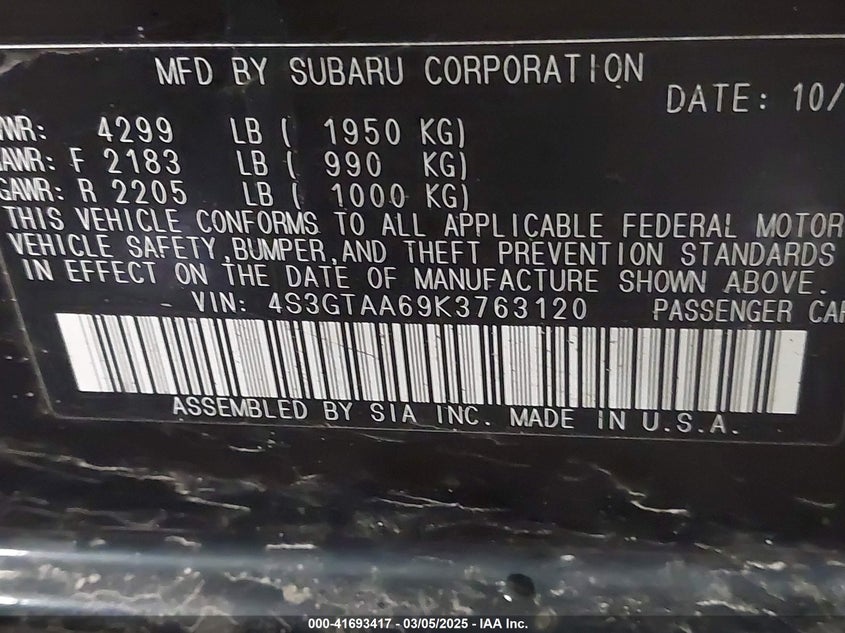 MFD BY SUBARU CORPORATION
DATE: 10/
WR: 4299 LB ( 1950 KG)
AWR: F 2183 LB ( 990 KG)
GAWR: R 2205 LB ( 1000 KG)
THIS VEHICLE CONFORMS TO ALL APPLICABLE FEDERAL MOTOR
VEHICLE SAFETY,BUMPER,AND THEFT PREVENTION STANDARDS
IN EFFECT ON THE DATE OF MANUFACTURE SHOWN ABOVE.
VIN: 4S3GTAA69K3763120 PASSENGER CAR
ASSEMBLED BY SIA INC. MADE IN U.S.A.
000-41693417 — 03/05/2025 — IAA Inc.